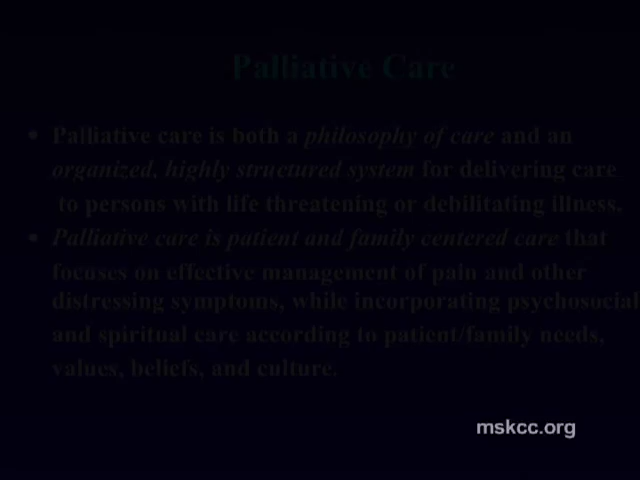 Palliative Care
• Palliative care is both a philosophy of care and an
organized, highly structured system for delivering care
to persons with life threatening or debilitating illness.
• Palliative care is patient and family centered care that
focuses on effective management of pain and other
distressing symptoms, while incorporating psychosocial
and spiritual care according to patient/family needs,
values, beliefs, and culture.
mskcc.org